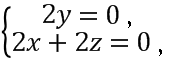 2y = 0 ,
2x + 2z = 0 ,